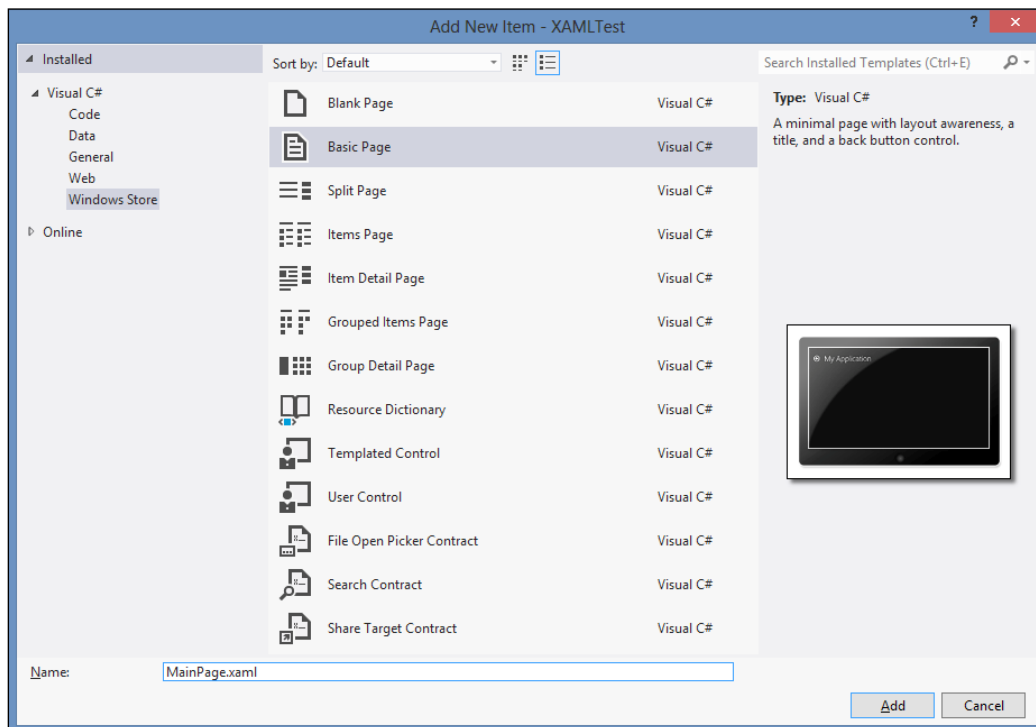 Add New Item - XAMLTest
?
Installed
Sort by: Default
Search Installed Templates (Ctrl+E)
Visual C#
Code
Data
General
Web
Windows Store
Online
Blank Page Visual C#
Basic Page Visual C#
Split Page Visual C#
Items Page Visual C#
Item Detail Page Visual C#
Grouped Items Page Visual C#
Group Detail Page Visual C#
Resource Dictionary Visual C#
Templated Control Visual C#
User Control Visual C#
File Open Picker Contract Visual C#
Search Contract Visual C#
Share Target Contract Visual C#
Type: Visual C#
A minimal page with layout awareness, a
title, and a back button control.
My Application
Name: MainPage.xaml
Add Cancel